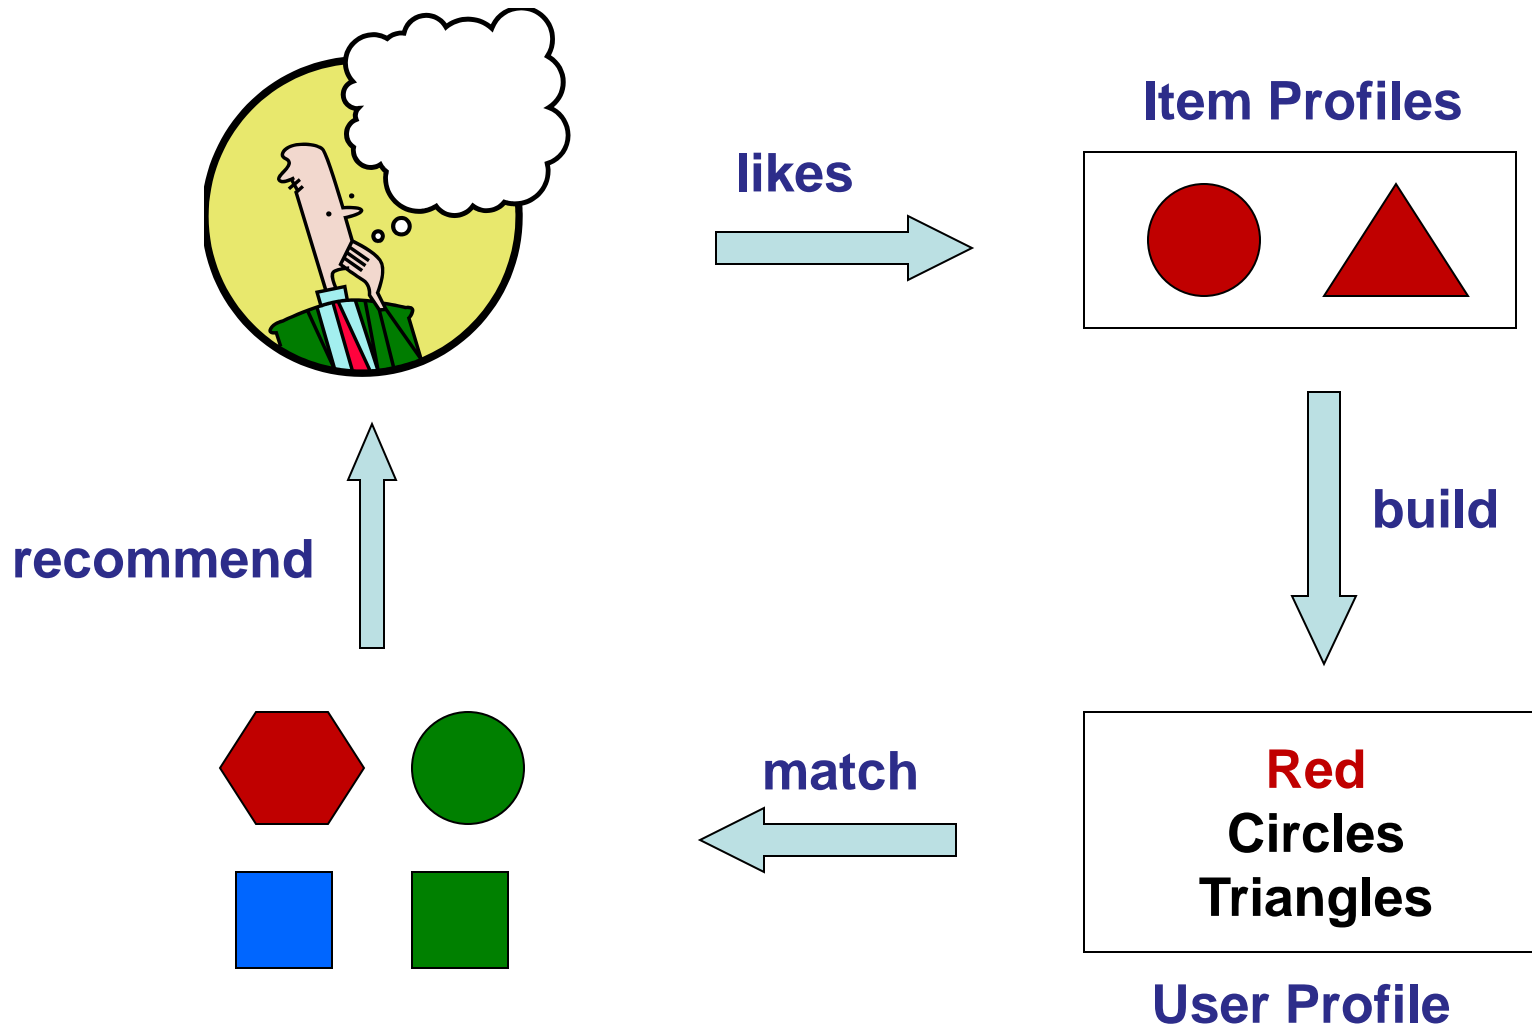 Item Profiles
likes
build
recommend
match
Red
Circles
Triangles
User Profile